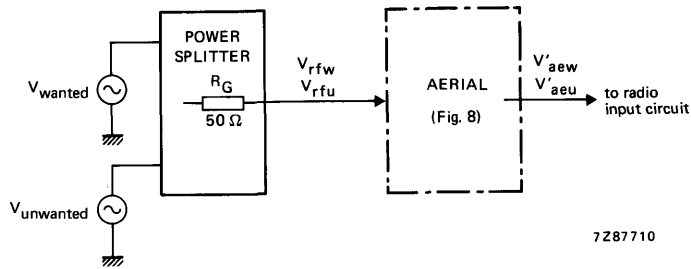 POWER
SPLITTER
R_G
50 Ω
V_wanted
V_unwanted
V_rfw
V_rfu
AERIAL
(Fig. 8)
V'_aew
V'_aeu
to radio
input circuit
7Z87710